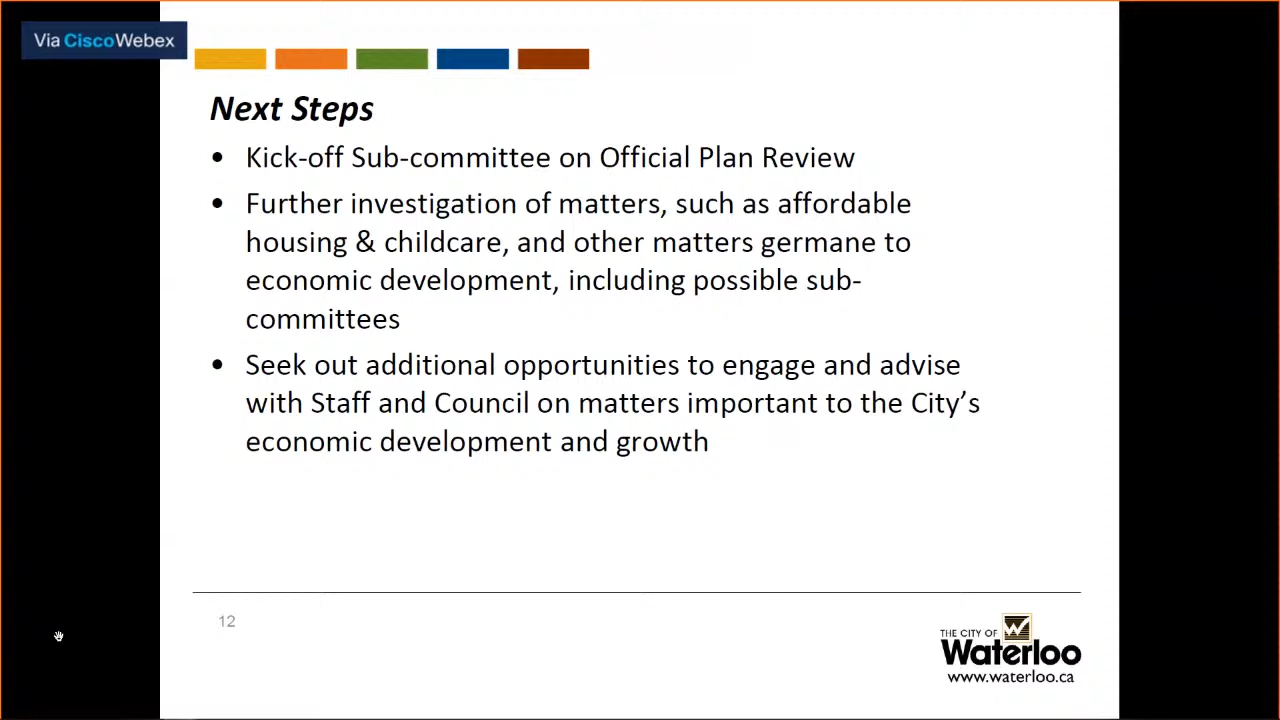 Via CiscoWebex
Next Steps
• Kick-off Sub-committee on Official Plan Review
• Further investigation of matters, such as affordable
housing & childcare, and other matters germane to
economic development, including possible sub-
committees
• Seek out additional opportunities to engage and advise
with Staff and Council on matters important to the City’s
economic development and growth
12
THE CITY OF
Waterloo
www.waterloo.ca